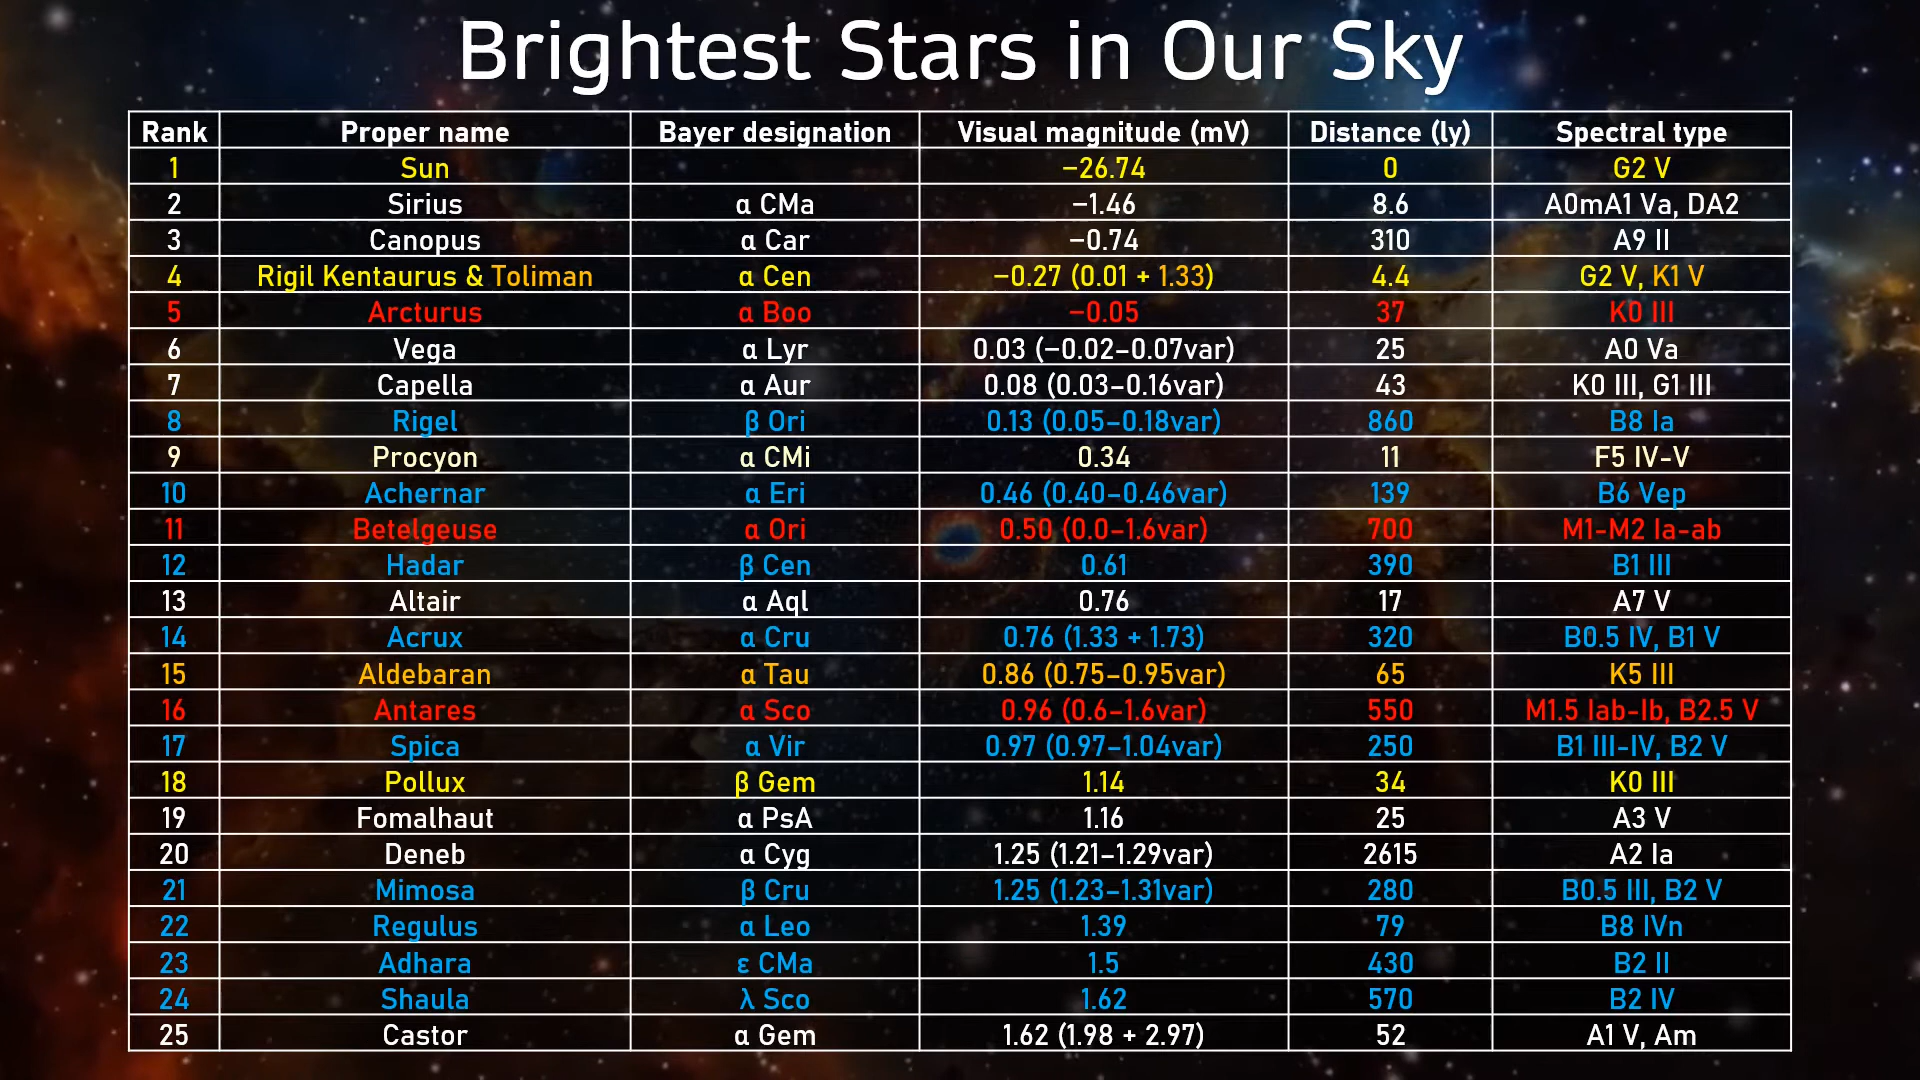 Brightest Stars in Our Sky
Rank Proper name Bayer designation Visual magnitude (mV) Distance (ly) Spectral type
1 Sun −26.74 0 G2 V
2 Sirius α CMa −1.46 8.6 A0mA1 Va, DA2
3 Canopus α Car −0.74 310 A9 II
4 Rigil Kentaurus & Toliman α Cen −0.27 (0.01 + 1.33) 4.4 G2 V, K1 V
5 Arcturus α Boo −0.05 37 K0 III
6 Vega α Lyr 0.03 (−0.02–0.07var) 25 A0 Va
7 Capella α Aur 0.08 (0.03–0.16var) 43 K0 III, G1 III
8 Rigel β Ori 0.13 (0.05–0.18var) 860 B8 Ia
9 Procyon α CMi 0.34 11 F5 IV-V
10 Achernar α Eri 0.46 (0.40–0.46var) 139 B6 Vep
11 Betelgeuse α Ori 0.50 (0.0–1.6var) 700 M1-M2 Ia-ab
12 Hadar β Cen 0.61 390 B1 III
13 Altair α Aql 0.76 17 A7 V
14 Acrux α Cru 0.76 (1.33 + 1.73) 320 B0.5 IV, B1 V
15 Aldebaran α Tau 0.86 (0.75–0.95var) 65 K5 III
16 Antares α Sco 0.96 (0.6–1.6var) 550 M1.5 Iab-Ib, B2.5 V
17 Spica α Vir 0.97 (0.97–1.04var) 250 B1 III-IV, B2 V
18 Pollux β Gem 1.14 34 K0 III
19 Fomalhaut α PsA 1.16 25 A3 V
20 Deneb α Cyg 1.25 (1.21–1.29var) 2615 A2 Ia
21 Mimosa β Cru 1.25 (1.23–1.31var) 280 B0.5 III, B2 V
22 Regulus α Leo 1.39 79 B8 IVn
23 Adhara ε CMa 1.5 430 B2 II
24 Shaula λ Sco 1.62 570 B2 IV
25 Castor α Gem 1.62 (1.98 + 2.97) 52 A1 V, Am